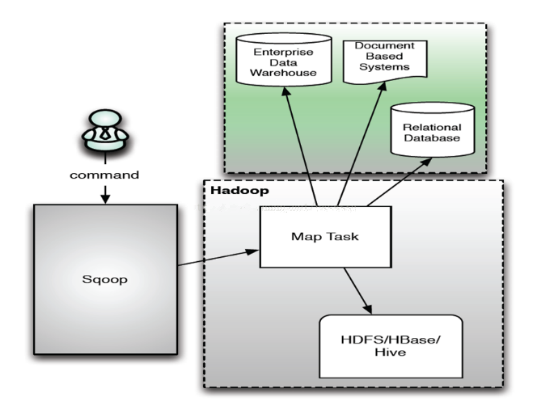 Enterprise
Data
Warehouse
Document
Based
Systems
Relational
Database
command
Hadoop
Map Task
Sqoop
HDFS/HBase/
Hive